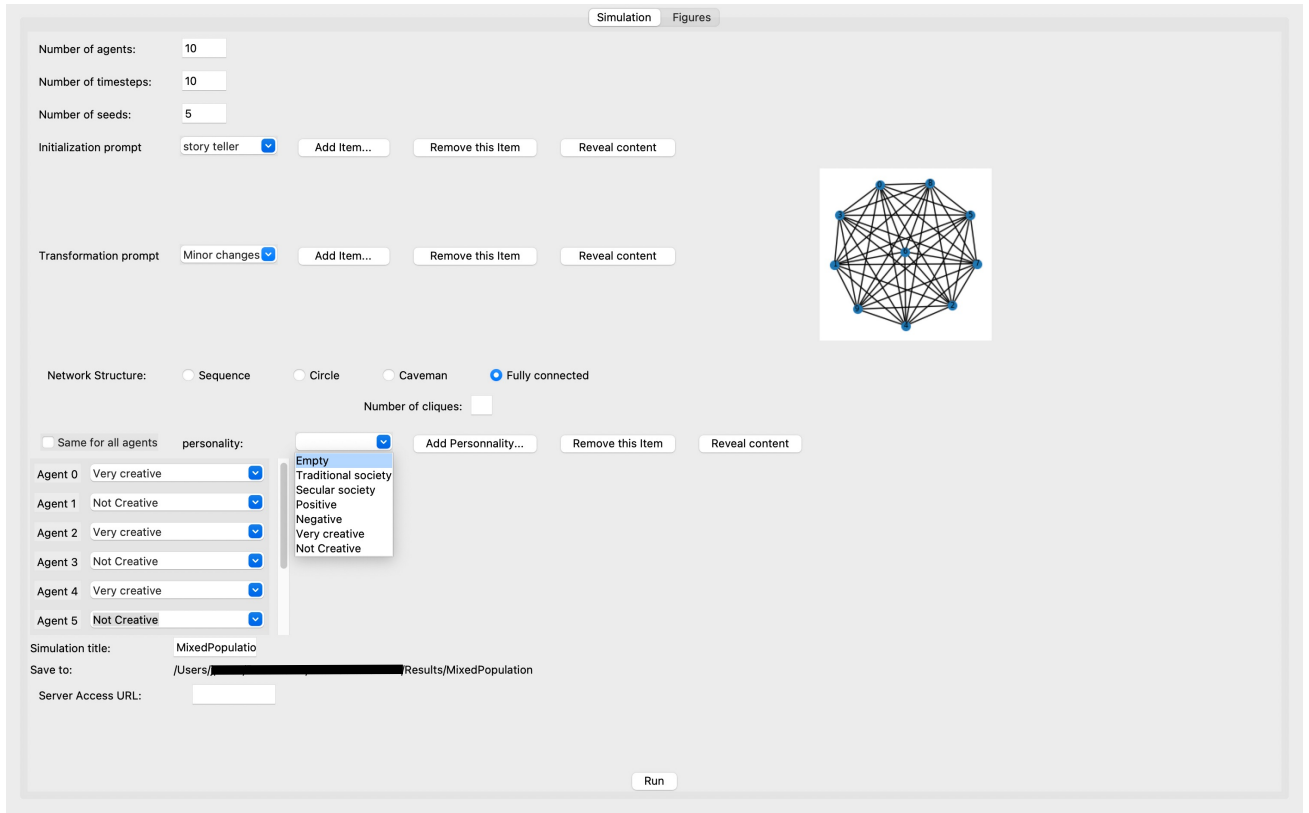 Simulation Figures
Number of agents: 10
Number of timesteps: 10
Number of seeds: 5
Initialization prompt story teller Add Item... Remove this Item Reveal content
Transformation prompt Minor changes Add Item... Remove this Item Reveal content
Network Structure: Sequence Circle Caveman Fully connected
Number of cliques:
Same for all agents personality: Add Personnality... Remove this Item Reveal content
Empty
Traditional society
Secular society
Positive
Negative
Very creative
Not Creative
Agent 0 Very creative
Agent 1 Not Creative
Agent 2 Very creative
Agent 3 Not Creative
Agent 4 Very creative
Agent 5 Not Creative
Simulation title: MixedPopulatio
Save to: /Users/ /Results/MixedPopulation
Server Access URL:
Run